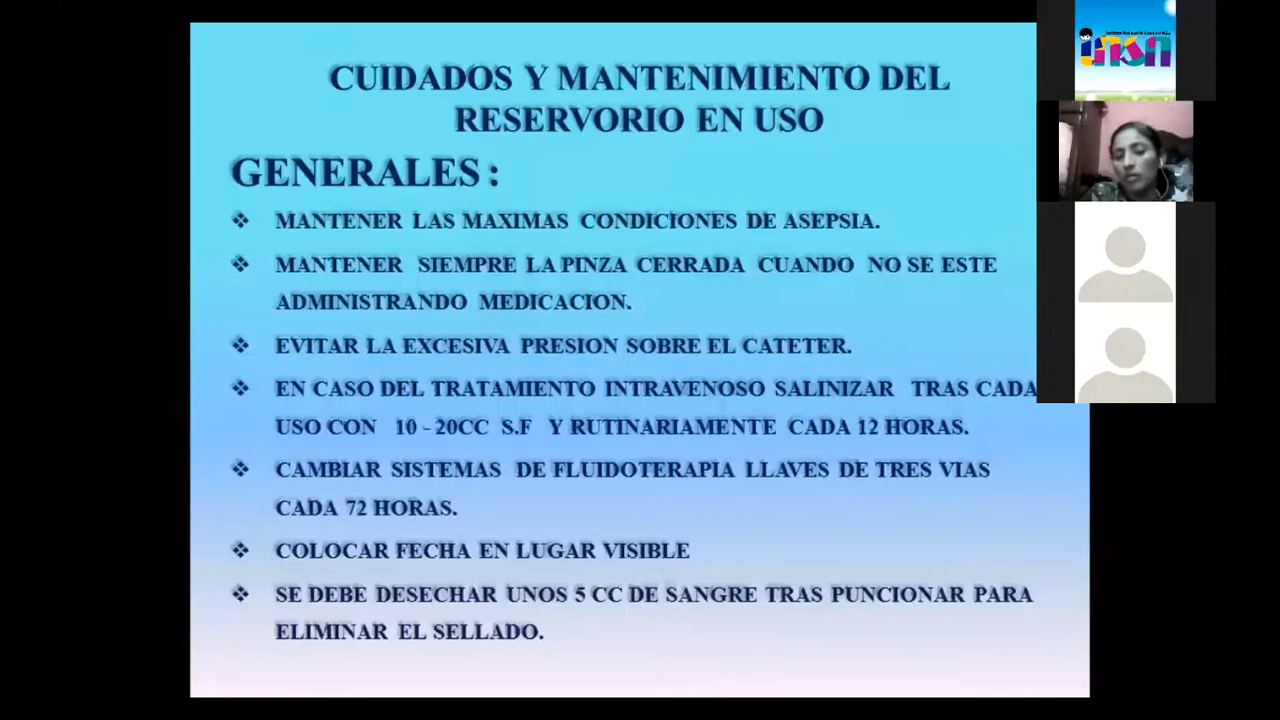 CUIDADOS Y MANTENIMIENTO DEL
RESERVORIO EN USO
GENERALES :
❖ MANTENER LAS MAXIMAS CONDICIONES DE ASEPSIA.
❖ MANTENER SIEMPRE LA PINZA CERRADA CUANDO NO SE ESTE
ADMINISTRANDO MEDICACION.
❖ EVITAR LA EXCESIVA PRESION SOBRE EL CATETER.
❖ EN CASO DEL TRATAMIENTO INTRAVENOSO SALINIZAR TRAS CADA
USO CON 10 - 20CC S.F Y RUTINARIAMENTE CADA 12 HORAS.
❖ CAMBIAR SISTEMAS DE FLUIDOTERAPIA LLAVES DE TRES VIAS
CADA 72 HORAS.
❖ COLOCAR FECHA EN LUGAR VISIBLE
❖ SE DEBE DESECHAR UNOS 5 CC DE SANGRE TRAS PUNCIONAR PARA
ELIMINAR EL SELLADO.
insn